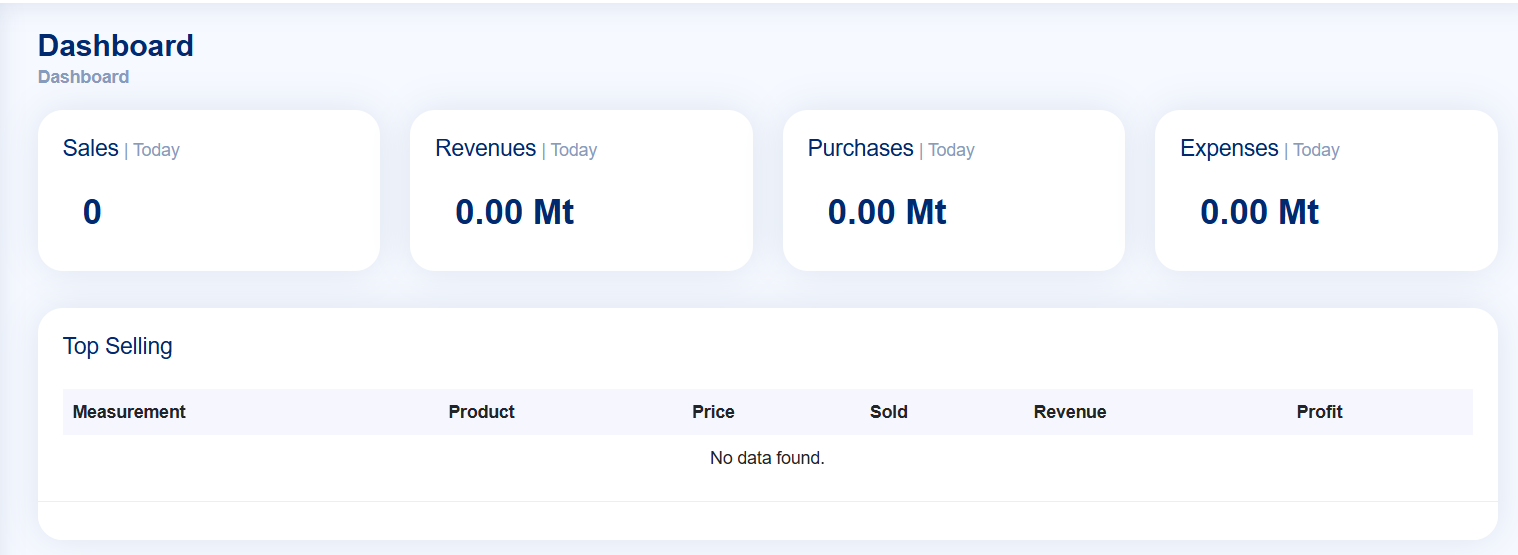 Dashboard
Dashboard
Sales | Today
0
Revenues | Today
0.00 Mt
Purchases | Today
0.00 Mt
Expenses | Today
0.00 Mt
Top Selling
Measurement Product Price Sold Revenue Profit
No data found.